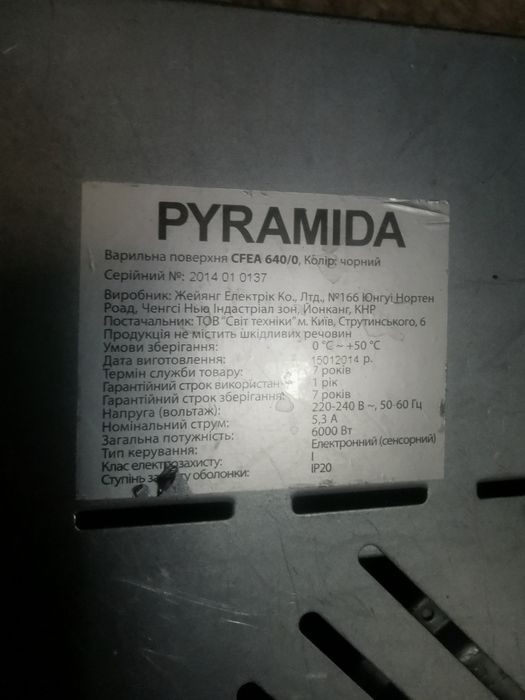 PYRAMIDA
Варильна поверхня CFEA 640/0, Колір: чорний
Серійний №: 2014 01 0137
Виробник: Жейянг Електрік Ко., Лтд., №166 Юнгуі Нортен
Роад, Ченгсі Нью Індастріал зон, Йонканг, КНР
Постачальник: ТОВ "Світ техніки" м. Київ, Струтинського, 6
Продукція не містить шкідливих речовин
Умови зберігання: 0 °C ~ +50 °C
Дата виготовлення: 15012014 р.
Термін служби товару: 7 років
Гарантійний строк використан 1 рік
Гарантійний строк зберігання: 7 років
Напруга (вольтаж): 220-240 В ~, 50-60 Гц
Номінальний струм: 5,3 А
Загальна потужність: 6000 Вт
Тип керування: Електронний (сенсорний)
Клас електрозахисту: I
Ступінь за ту оболонки: IP20